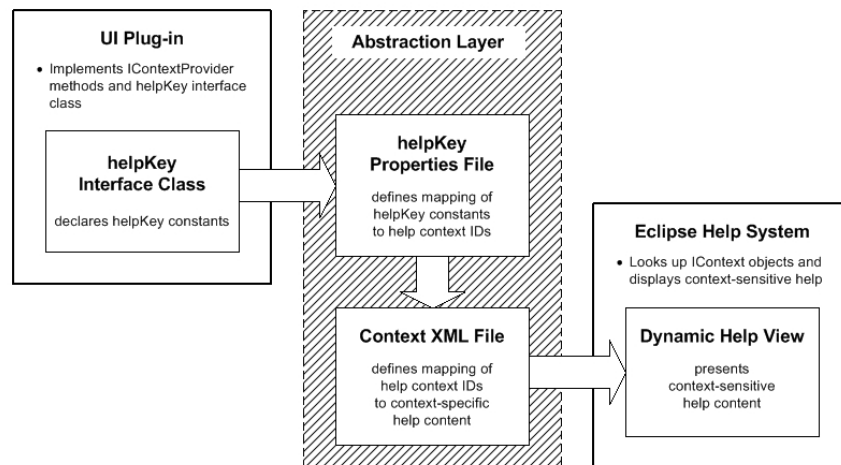 UI Plug-in
• Implements IContextProvider
methods and helpKey interface
class
helpKey
Interface Class
declares helpKey constants
Abstraction Layer
helpKey
Properties File
defines mapping of
helpKey constants
to help context IDs
Context XML File
defines mapping of
help context IDs
to context-specific
help content
Eclipse Help System
• Looks up IContext objects and
displays context-sensitive help
Dynamic Help View
presents
context-sensitive
help content